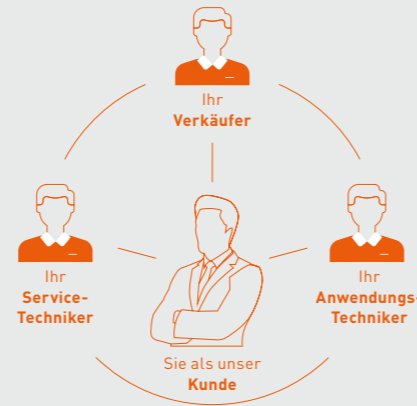 Ihr
Verkäufer
Ihr
Service-
Techniker
Ihr
Anwendungs-
Techniker
Sie als unser
Kunde